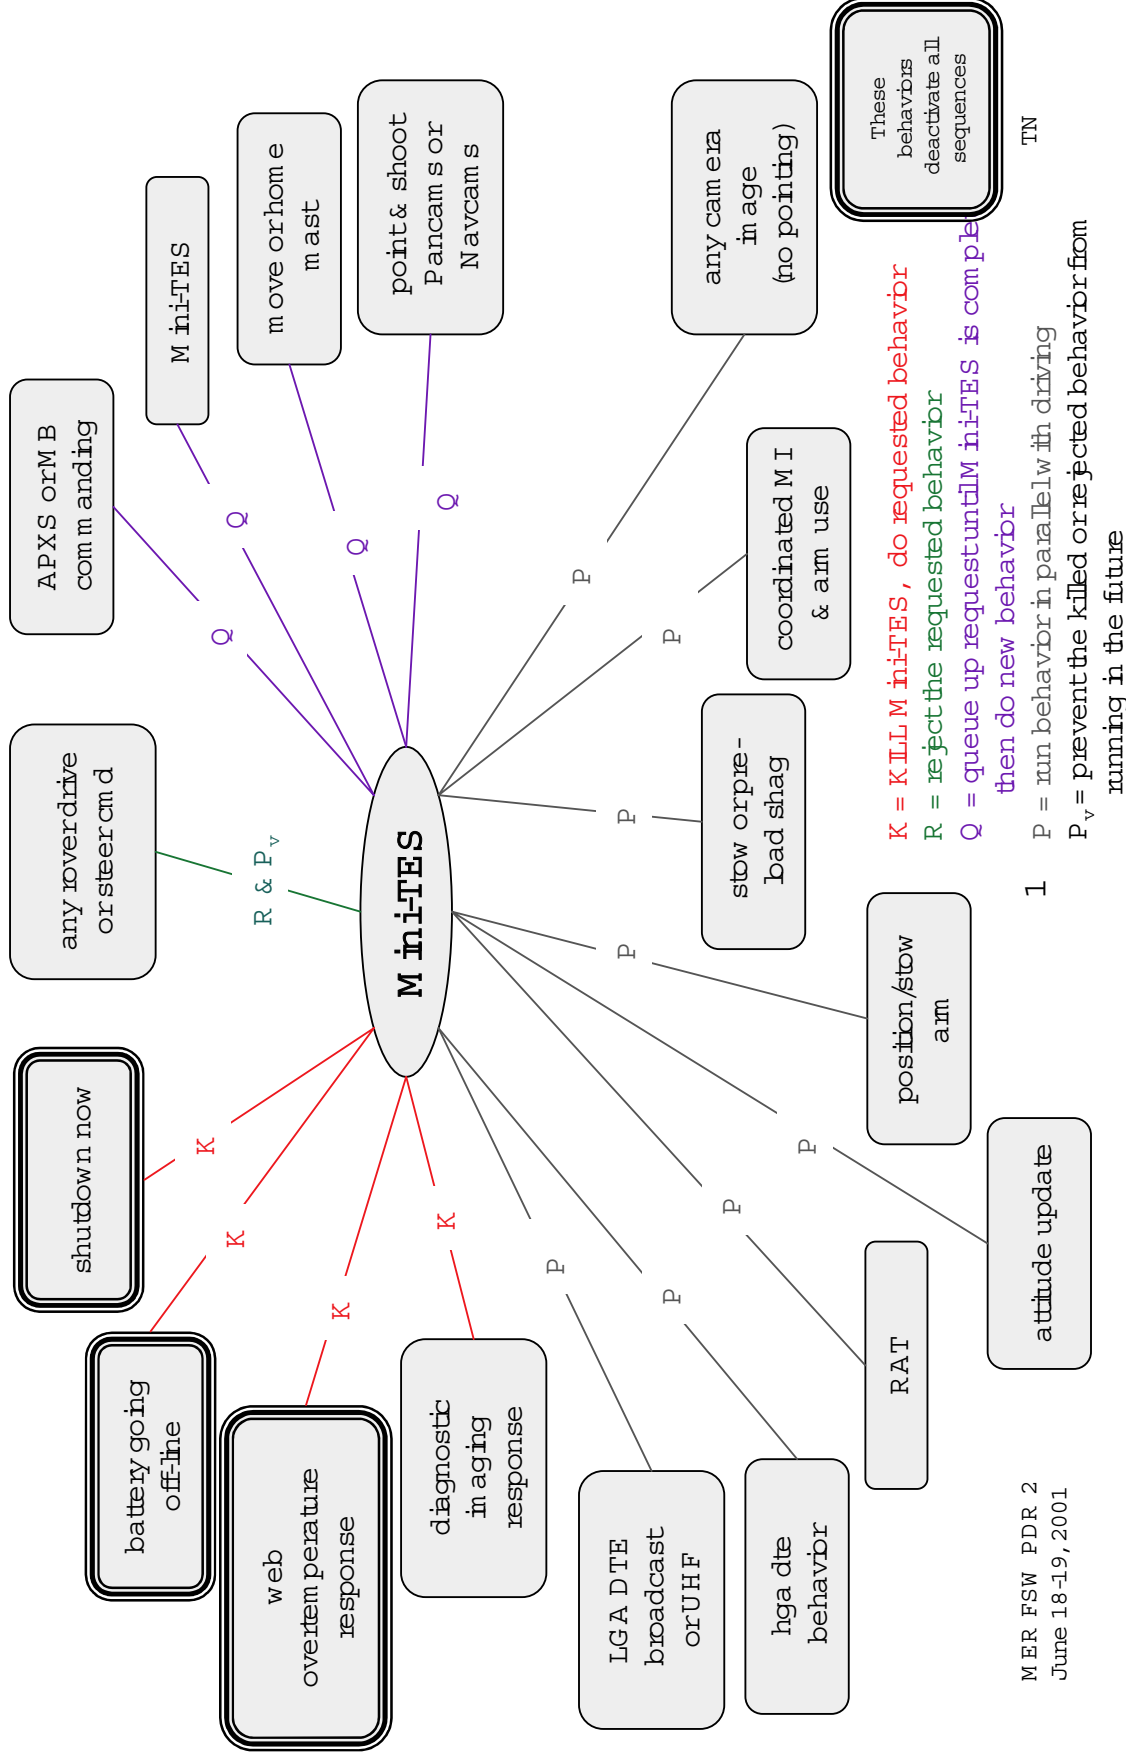 shutdown now
any rover drive
or steer cmd
APXS or MB
commanding
battery going
off-line
Mini-TES
K
K
R & Pv
Q
Q
move or home
mast
web
overtemperature
response
K
Q
point & shoot
Pancams or
Navcams
Mini-TES
diagnostic
imaging
response
K
Q
LGA DTE
broadcast
or UHF
P
P
P
P
P
P
P
P
hga dte
behavior
stow or pre-
load shag
coordinated MI
& arm use
any camera
image
(no pointing)
RAT
position/stow
arm
attitude update
K = KILL Mini-TES, do requested behavior
R = reject the requested behavior
Q = queue up request until Mini-TES is comple
then do new behavior
P = run behavior in parallel with driving
Pv = prevent the killed or rejected behavior from
running in the future
These
behaviors
deactivate all
sequences
MER FSW PDR 2
June 18-19, 2001
1
TN